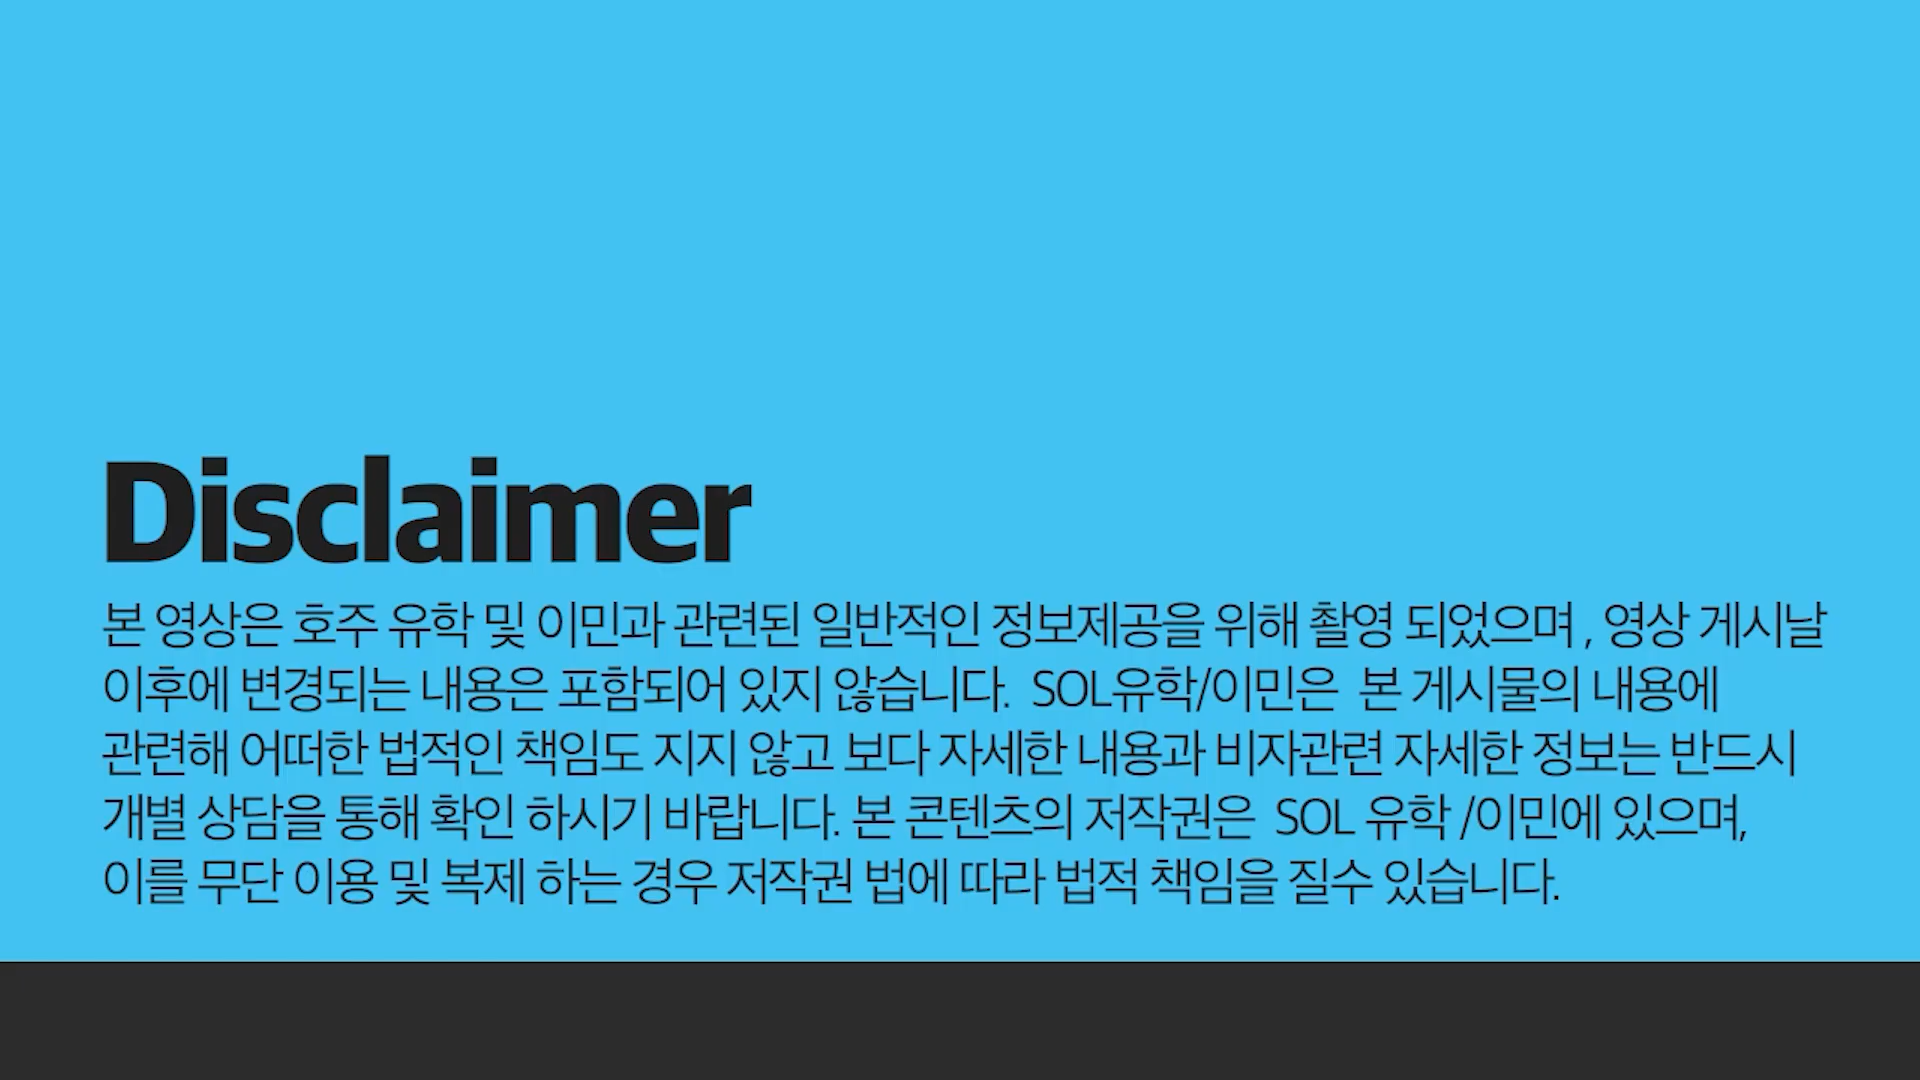 Disclaimer
본 영상은 호주 유학 및 이민과 관련된 일반적인 정보제공을 위해 촬영 되었으며 , 영상 게시날
이후에 변경되는 내용은 포함되어 있지 않습니다. SOL유학/이민은 본 게시물의 내용에
관련해 어떠한 법적인 책임도 지지 않고 보다 자세한 내용과 비자관련 자세한 정보는 반드시
개별 상담을 통해 확인 하시기 바랍니다. 본 콘텐츠의 저작권은 SOL 유학 /이민에 있으며,
이를 무단 이용 및 복제 하는 경우 저작권 법에 따라 법적 책임을 질수 있습니다.